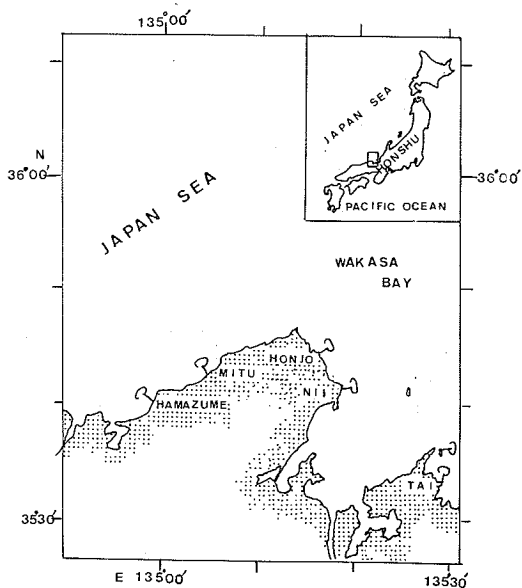 135°00′
JAPAN SEA
HONSHU
PACIFIC OCEAN
N
36°00′
36°00′
JAPAN SEA
WAKASA
BAY
HONJO
MITU
NII
HAMAZUME
TAI
35°30′
E 135°00′
135°30′